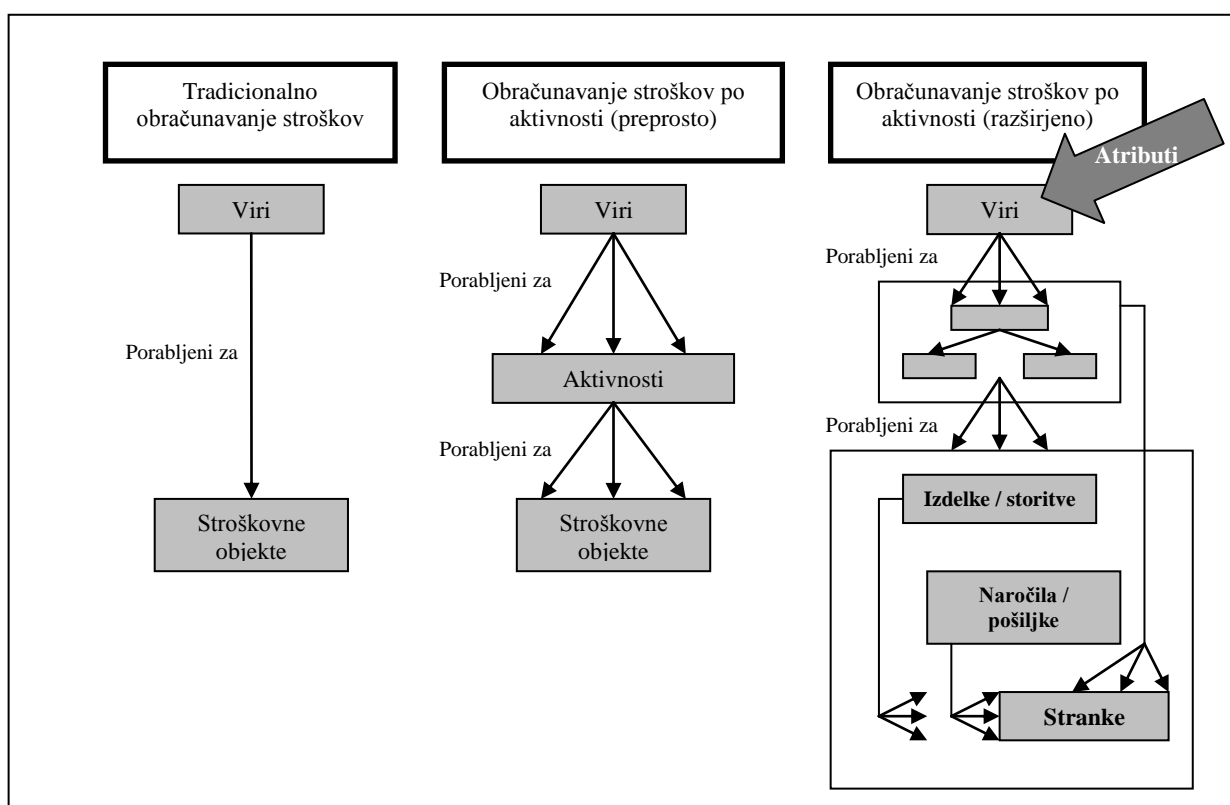 Tradicionalno
obračunavanje stroškov
Viri
Porabljeni za
Stroškovne
objekte
Obračunavanje stroškov po
aktivnosti (preprosto)
Viri
Porabljeni za
Aktivnosti
Porabljeni za
Stroškovne
objekte
Obračunavanje stroškov po
aktivnosti (razširjeno)
Atributi
Viri
Porabljeni za
Porabljeni za
Izdelke / storitve
Naročila /
pošiljke
Stranke